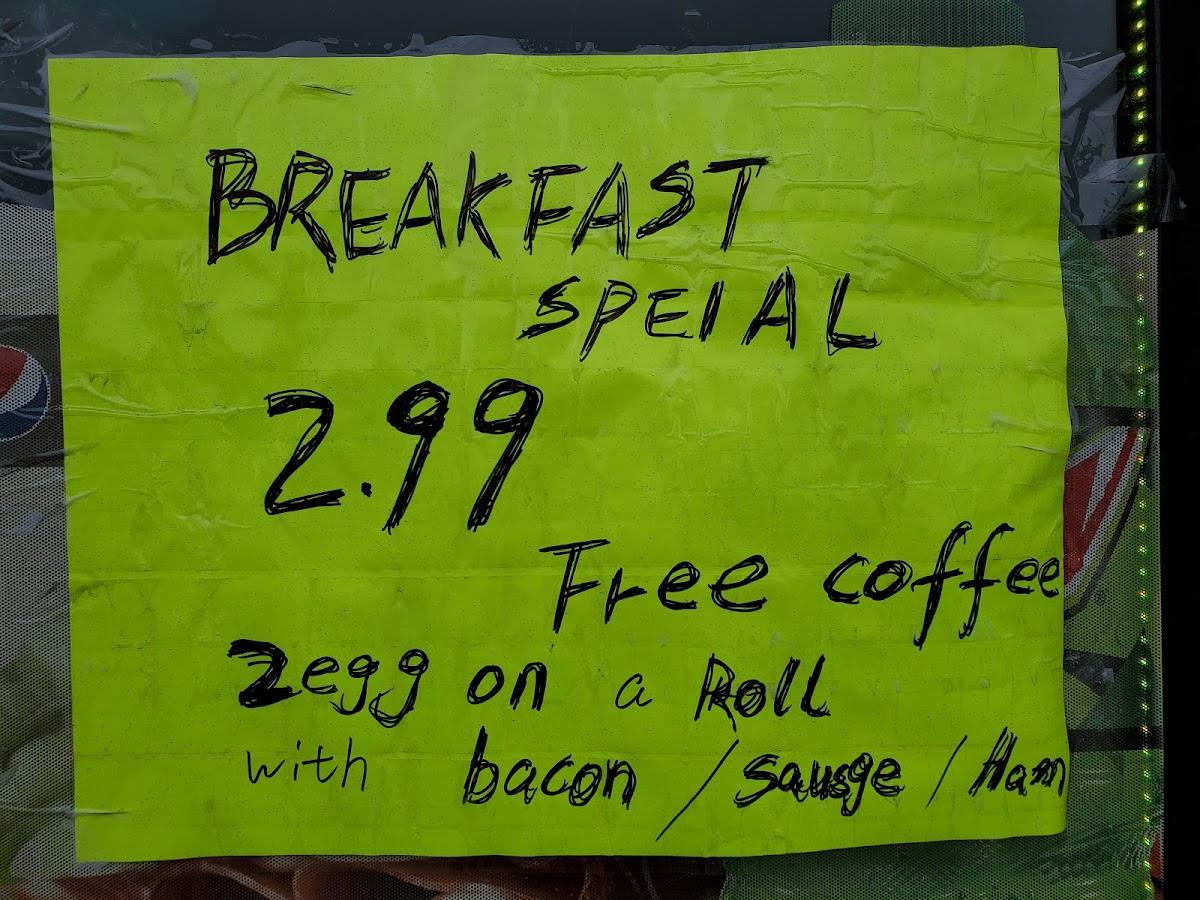 BREAKFAST
SPEIAL
2.99
Free coffee
2egg on a Roll
with bacon / Sausge / Ham